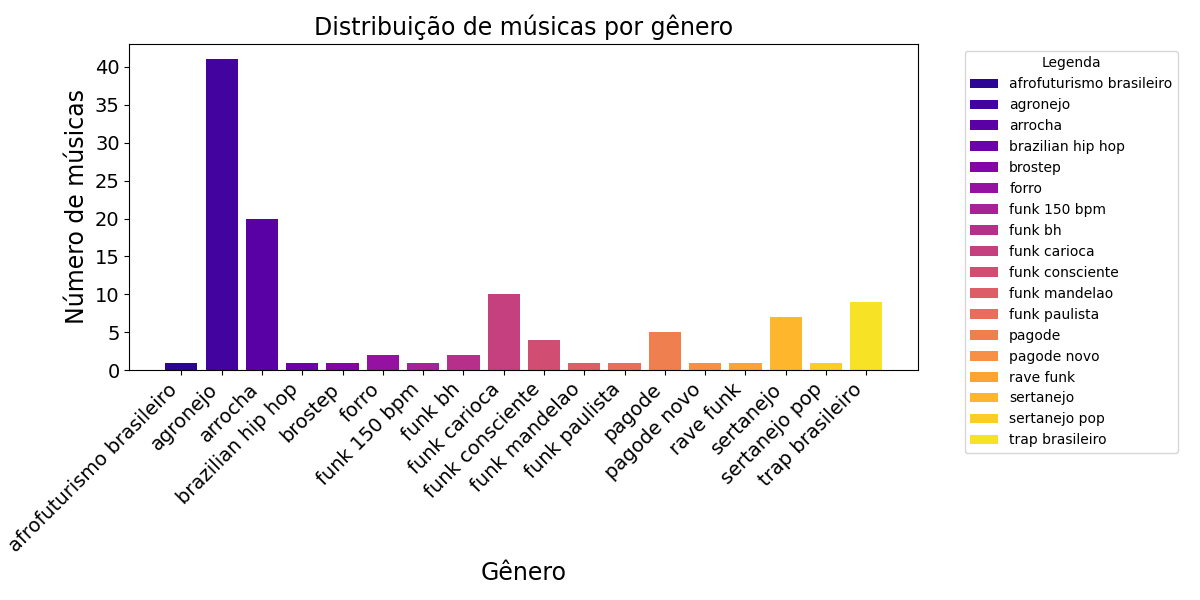 Distribuição de músicas por gênero
Número de músicas
40
35
30
25
20
15
10
5
0
afrofuturismo brasileiro
agronejo
arrocha
brazilian hip hop
brostep
forro
funk 150 bpm
funk bh
funk carioca
funk consciente
funk mandelao
funk paulista
pagode
pagode novo
rave funk
sertanejo
sertanejo pop
trap brasileiro
Gênero
Legenda
afrofuturismo brasileiro
agronejo
arrocha
brazilian hip hop
brostep
forro
funk 150 bpm
funk bh
funk carioca
funk consciente
funk mandelao
funk paulista
pagode
pagode novo
rave funk
sertanejo
sertanejo pop
trap brasileiro